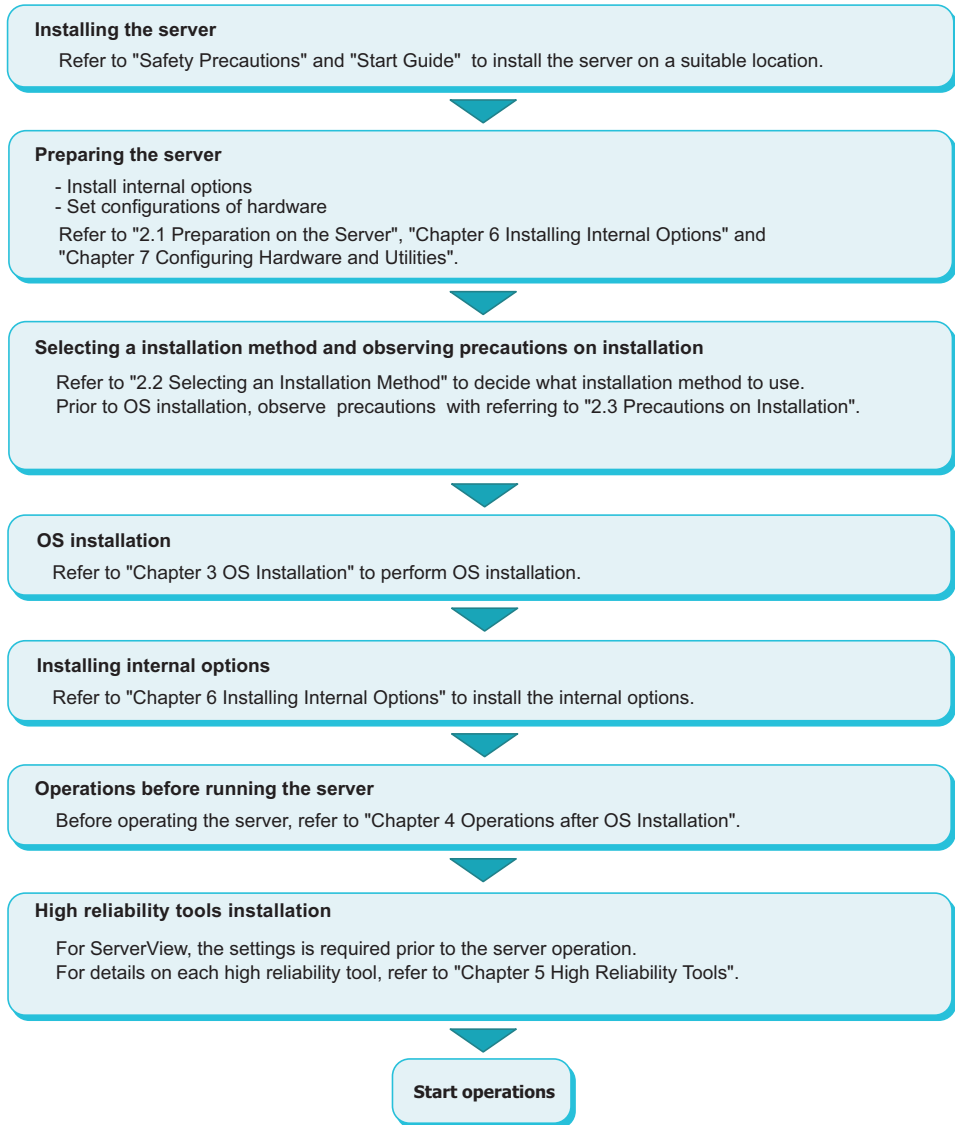 Installing the server
Refer to "Safety Precautions" and "Start Guide" to install the server on a suitable location.
Preparing the server
- Install internal options
- Set configurations of hardware
Refer to "2.1 Preparation on the Server", "Chapter 6 Installing Internal Options" and
"Chapter 7 Configuring Hardware and Utilities".
Selecting a installation method and observing precautions on installation
Refer to "2.2 Selecting an Installation Method" to decide what installation method to use.
Prior to OS installation, observe precautions with referring to "2.3 Precautions on Installation".
OS installation
Refer to "Chapter 3 OS Installation" to perform OS installation.
Installing internal options
Refer to "Chapter 6 Installing Internal Options" to install the internal options.
Operations before running the server
Before operating the server, refer to "Chapter 4 Operations after OS Installation".
High reliability tools installation
For ServerView, the settings is required prior to the server operation.
For details on each high reliability tool, refer to "Chapter 5 High Reliability Tools".
Start operations